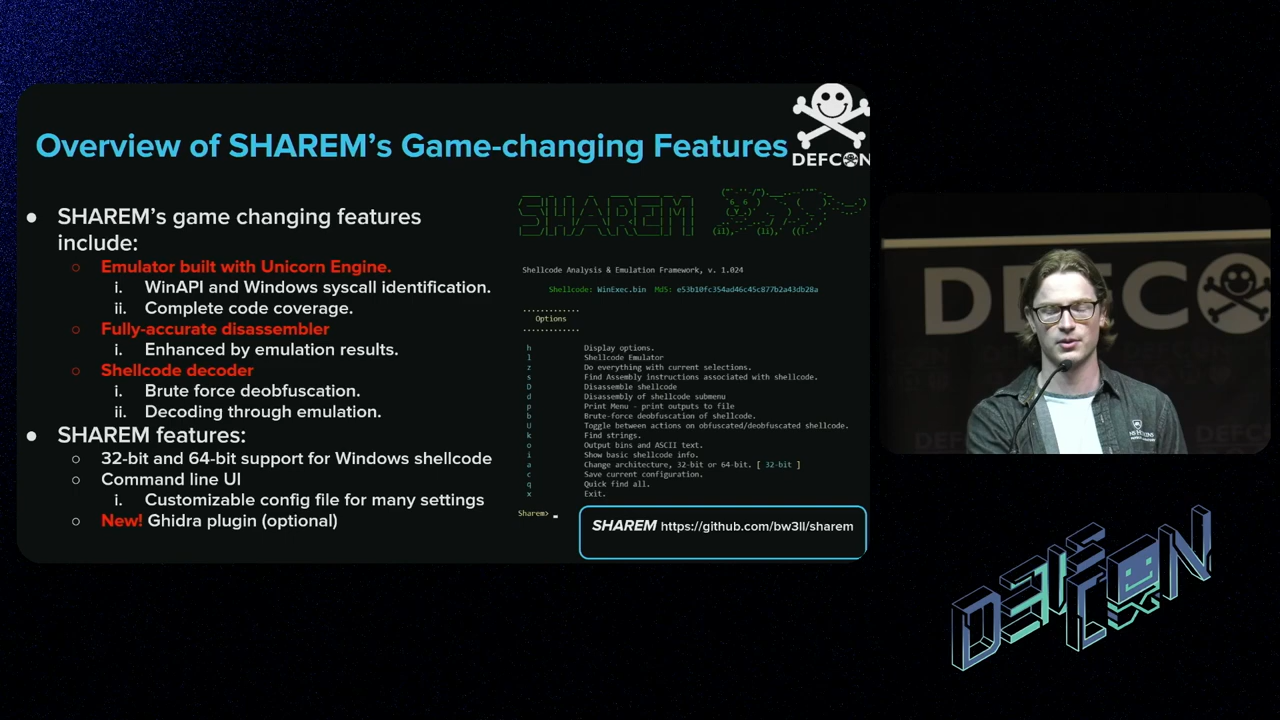 Overview of SHAREM's Game-changing Features
DEFCON
● SHAREM's game changing features
include:
○ Emulator built with Unicorn Engine.
i. WinAPI and Windows syscall identification.
ii. Complete code coverage.
○ Fully-accurate disassembler
i. Enhanced by emulation results.
○ Shellcode decoder
i. Brute force deobfuscation.
ii. Decoding through emulation.
● SHAREM features:
○ 32-bit and 64-bit support for Windows shellcode
○ Command line UI
i. Customizable config file for many settings
○ New! Ghidra plugin (optional)
SHAREM
Shellcode Analysis & Emulation Framework, v. 1.024
Shellcode: WinExec.bin Md5: e53b10fc354ad46c45c877b2a43db28a
.............
Options
.............
h Display options.
l Shellcode Emulator
z Do everything with current selections.
s Find Assembly instructions associated with shellcode.
D Disassemble shellcode
d Disassembly of shellcode submenu
p Print Menu - print outputs to file
b Brute-force deobfuscation of shellcode.
U Toggle between actions on obfuscated/deobfuscated shellcode.
k Find strings.
o Output bins and ASCII text.
i Show basic shellcode info.
a Change architecture, 32-bit or 64-bit. [ 32-bit ]
c Save current configuration.
q Quick find all.
x Exit.
Sharem>
SHAREM https://github.com/bw3ll/sharem
DEFC
DEFCON